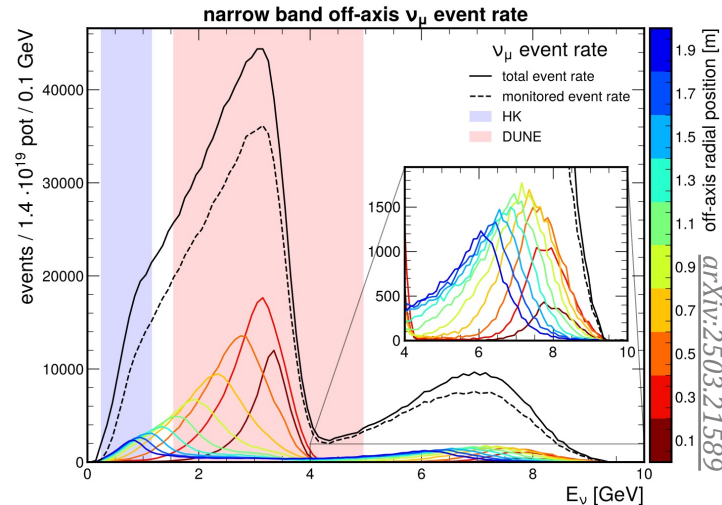 narrow band off-axis νμ event rate
events / 1.4 · 10¹⁹ pot / 0.1 GeV
40000
30000
20000
10000
0
νμ event rate
total event rate
monitored event rate
HK
DUNE
1500
1000
500
0
4
6
8
10
0
2
4
6
8
10
Eν [GeV]
1.9
1.7
1.5
1.3
1.1
0.9
0.7
0.5
0.3
0.1
off-axis radial position [m]
arXiv:2503.21589